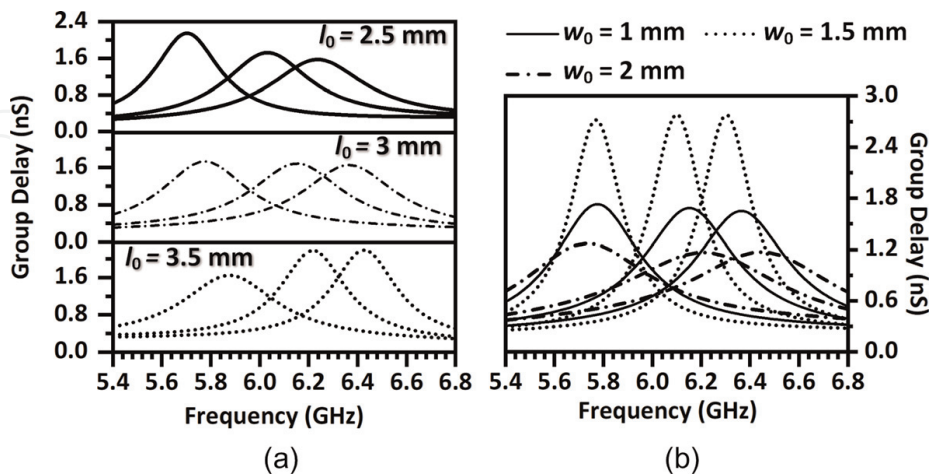 2.4
1.6
0.8
0.0
1.6
0.8
0.0
1.6
0.8
0.0
Group Delay (nS)
l₀ = 2.5 mm
l₀ = 3 mm
l₀ = 3.5 mm
5.4 5.8 6.0 6.2 6.4 6.6 6.8
Frequency (GHz)
(a)
w₀ = 1 mm w₀ = 1.5 mm
w₀ = 2 mm
3.0
2.4
1.8
1.2
0.6
0.0
Group Delay (nS)
5.4 5.8 6.0 6.2 6.4 6.6 6.8
Frequency (GHz)
(b)